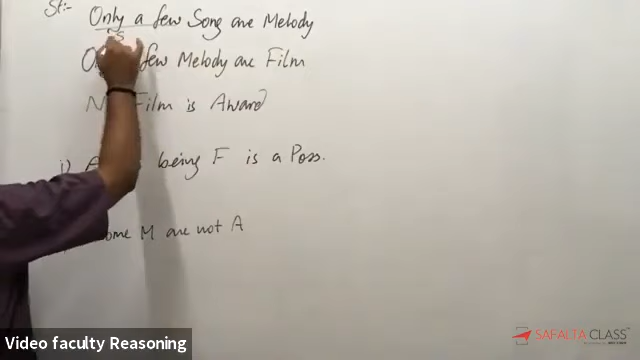 St:- Only a few Song are Melody
S
few Melody are Film
Film is Award
i) A being F is a Poss.
ome M are not A
SAFALTA CLASS
Video faculty Reasoning